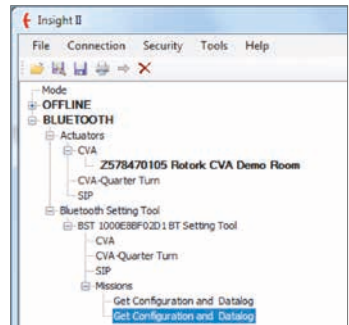 Insight II
File Connection Security Tools Help
Mode
OFFLINE
BLUETOOTH
Actuators
CVA
Z578470105 Rotork CVA Demo Room
CVA-Quarter Turn
SIP
Bluetooth Setting Tool
BST 1000E8BF02D1 BT Setting Tool
CVA
CVA-Quarter Turn
SIP
Missions
Get Configuration and Datalog
Get Configuration and Datalog